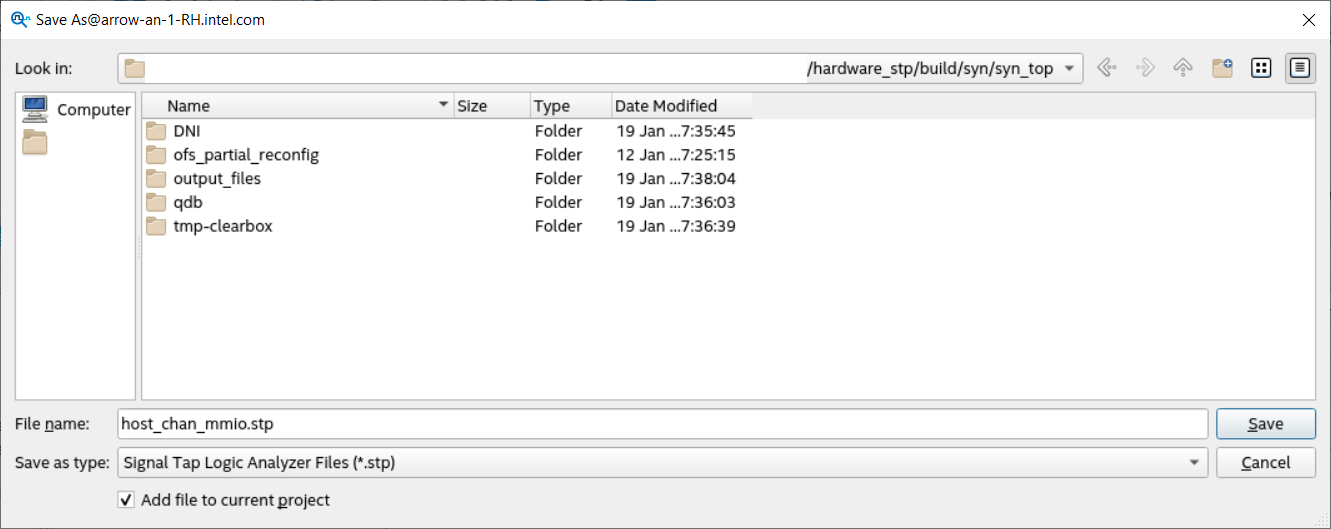 Save As@arrow-an-1-RH.intel.com
Look in: /hardware_stp/build/syn/syn_top
Computer
Name Size Type Date Modified
DNI Folder 19 Jan ...7:35:45
ofs_partial_reconfig Folder 12 Jan ...7:25:15
output_files Folder 19 Jan ...7:38:04
qdb Folder 19 Jan ...7:36:03
tmp-clearbox Folder 19 Jan ...7:36:39
File name: host_chan_mmio.stp Save
Save as type: Signal Tap Logic Analyzer Files (*.stp) Cancel
Add file to current project